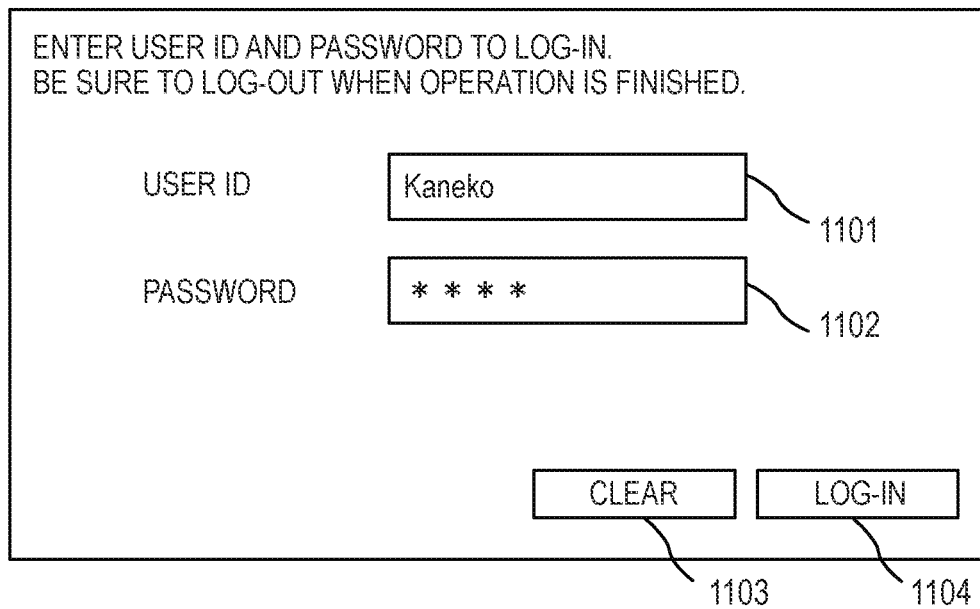 ENTER USER ID AND PASSWORD TO LOG-IN.
BE SURE TO LOG-OUT WHEN OPERATION IS FINISHED.
USER ID Kaneko
1101
PASSWORD ****
1102
CLEAR LOG-IN
1103 1104